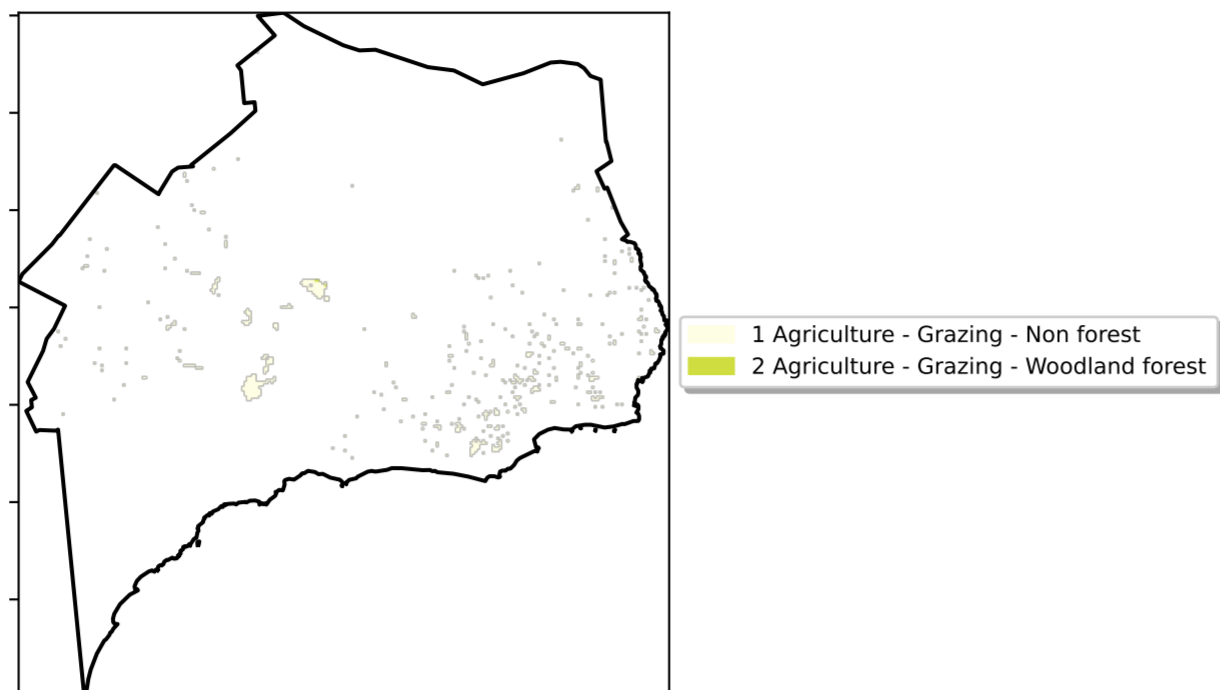 1 Agriculture - Grazing - Non forest
2 Agriculture - Grazing - Woodland forest